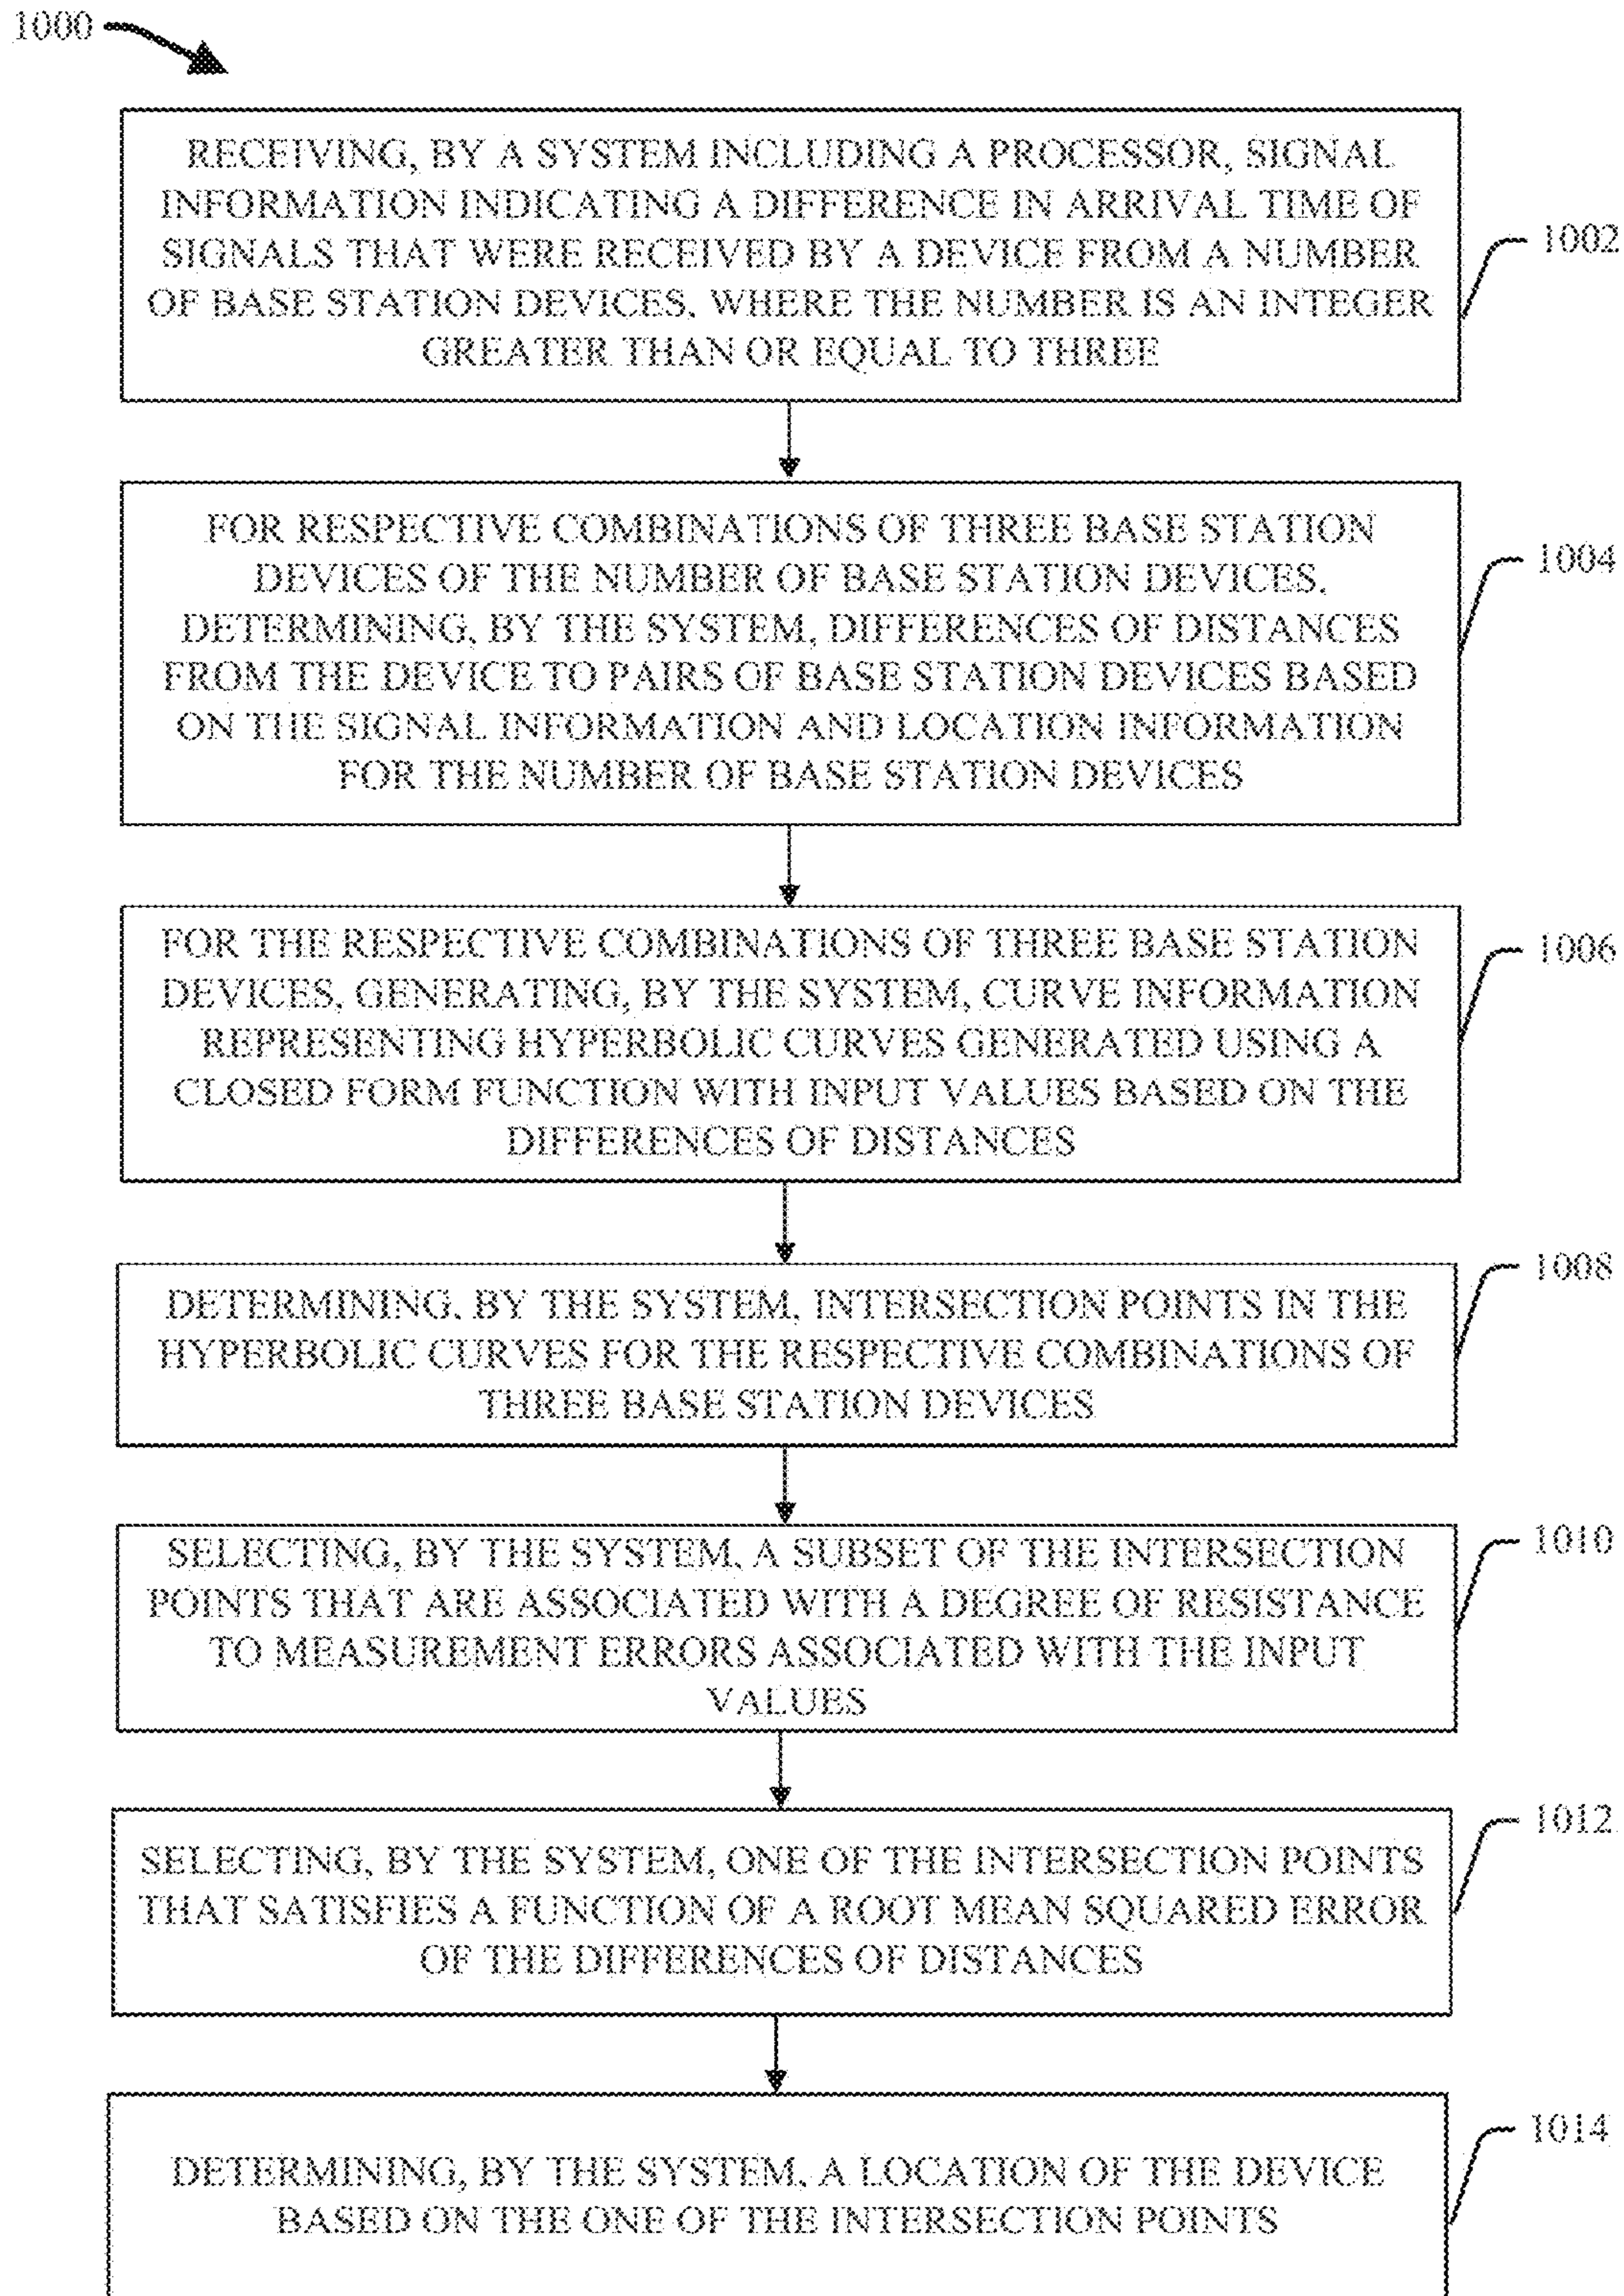 1000
RECEIVING, BY A SYSTEM INCLUDING A PROCESSOR, SIGNAL
INFORMATION INDICATING A DIFFERENCE IN ARRIVAL TIME OF
SIGNALS THAT WERE RECEIVED BY A DEVICE FROM A NUMBER
OF BASE STATION DEVICES, WHERE THE NUMBER IS AN INTEGER
GREATER THAN OR EQUAL TO THREE
1002
FOR RESPECTIVE COMBINATIONS OF THREE BASE STATION
DEVICES OF THE NUMBER OF BASE STATION DEVICES,
DETERMINING, BY THE SYSTEM, DIFFERENCES OF DISTANCES
FROM THE DEVICE TO PAIRS OF BASE STATION DEVICES BASED
ON THE SIGNAL INFORMATION AND LOCATION INFORMATION
FOR THE NUMBER OF BASE STATION DEVICES
1004
FOR THE RESPECTIVE COMBINATIONS OF THREE BASE STATION
DEVICES, GENERATING, BY THE SYSTEM, CURVE INFORMATION
REPRESENTING HYPERBOLIC CURVES GENERATED USING A
CLOSED FORM FUNCTION WITH INPUT VALUES BASED ON THE
DIFFERENCES OF DISTANCES
1006
DETERMINING, BY THE SYSTEM, INTERSECTION POINTS IN THE
HYPERBOLIC CURVES FOR THE RESPECTIVE COMBINATIONS OF
THREE BASE STATION DEVICES
1008
SELECTING, BY THE SYSTEM, A SUBSET OF THE INTERSECTION
POINTS THAT ARE ASSOCIATED WITH A DEGREE OF RESISTANCE
TO MEASUREMENT ERRORS ASSOCIATED WITH THE INPUT
VALUES
1010
SELECTING, BY THE SYSTEM, ONE OF THE INTERSECTION POINTS
THAT SATISFIES A FUNCTION OF A ROOT MEAN SQUARED ERROR
OF THE DIFFERENCES OF DISTANCES
1012
DETERMINING, BY THE SYSTEM, A LOCATION OF THE DEVICE
BASED ON THE ONE OF THE INTERSECTION POINTS
1014